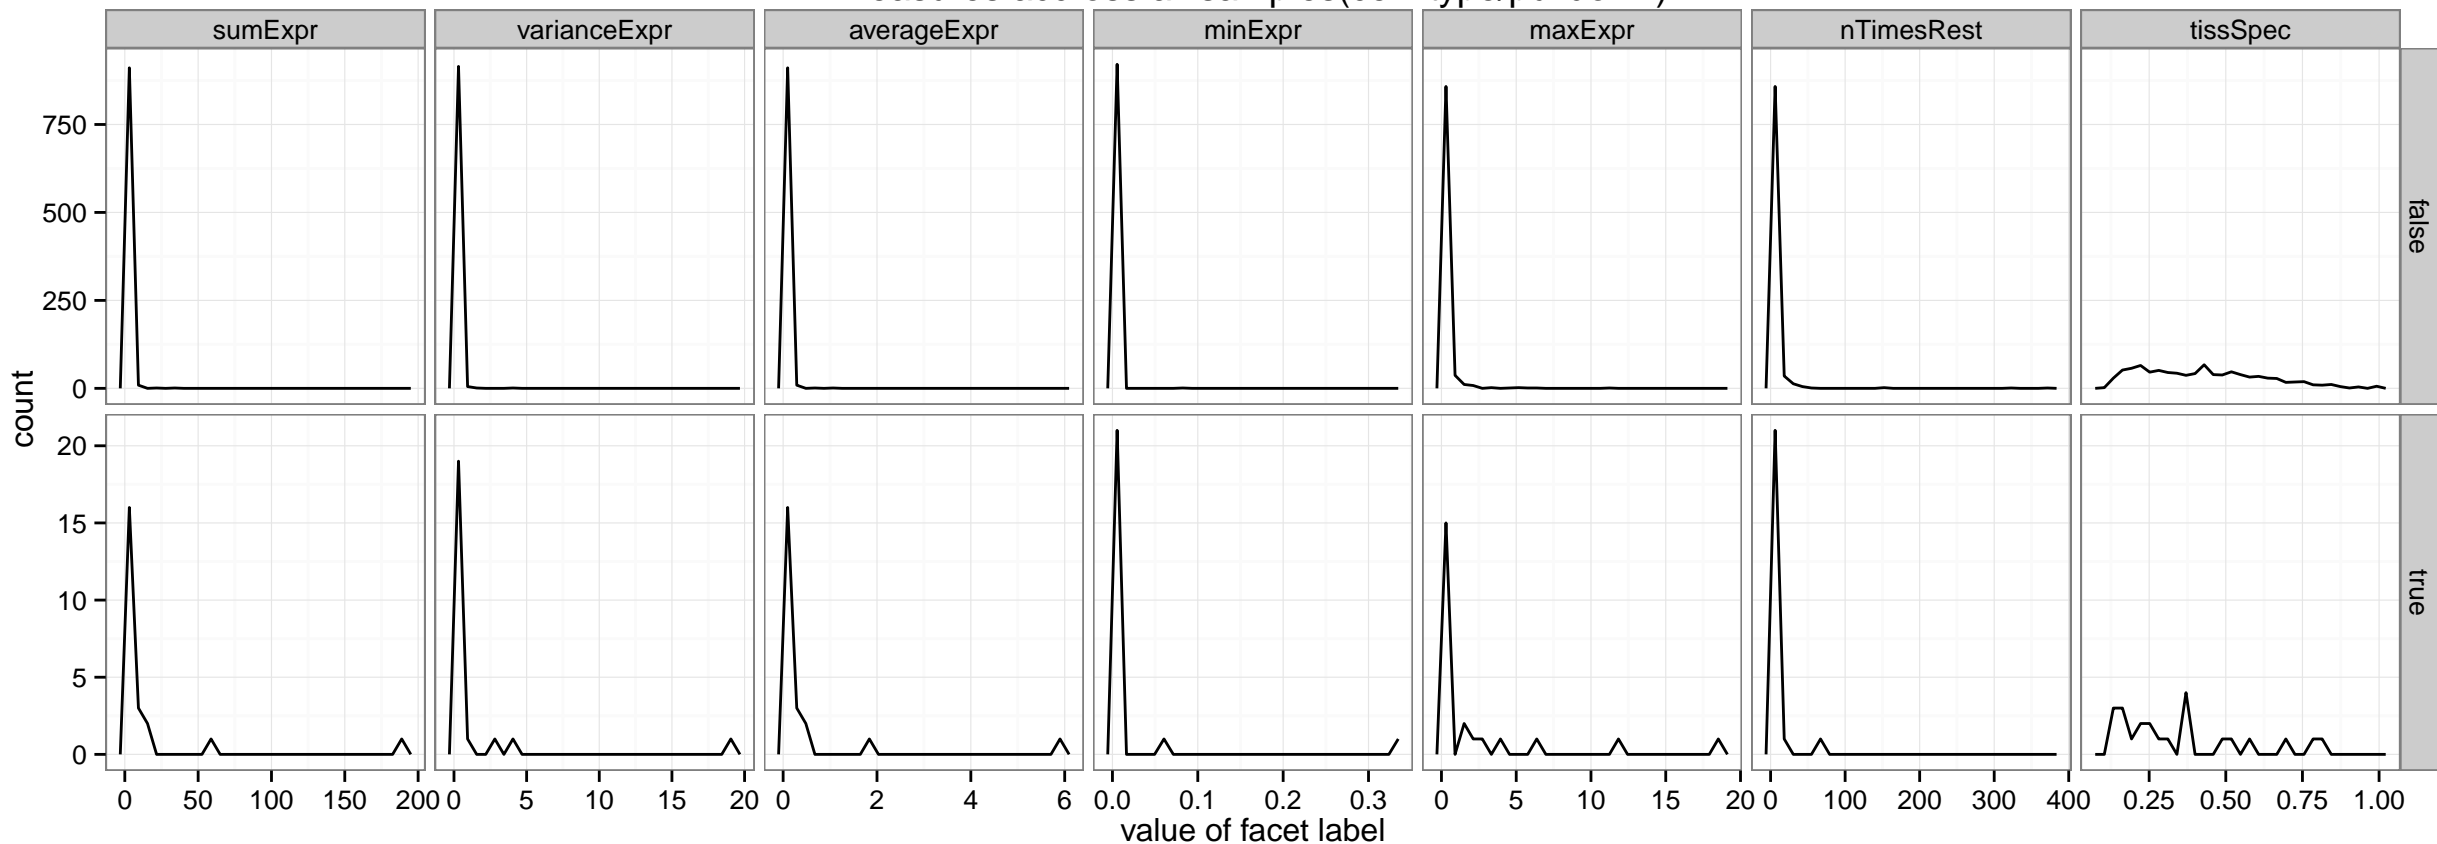 sumExpr varianceExpr averageExpr minExpr maxExpr nTimesRest tissSpec
750
500
250
0
false
count
20
15
10
5
0
true
0 50 100 150 200 0 5 10 15 20 0 2 4 6 0.0 0.1 0.2 0.3 0 5 10 15 20 0 100 200 300 400 0.25 0.50 0.75 1.00
value of facet label